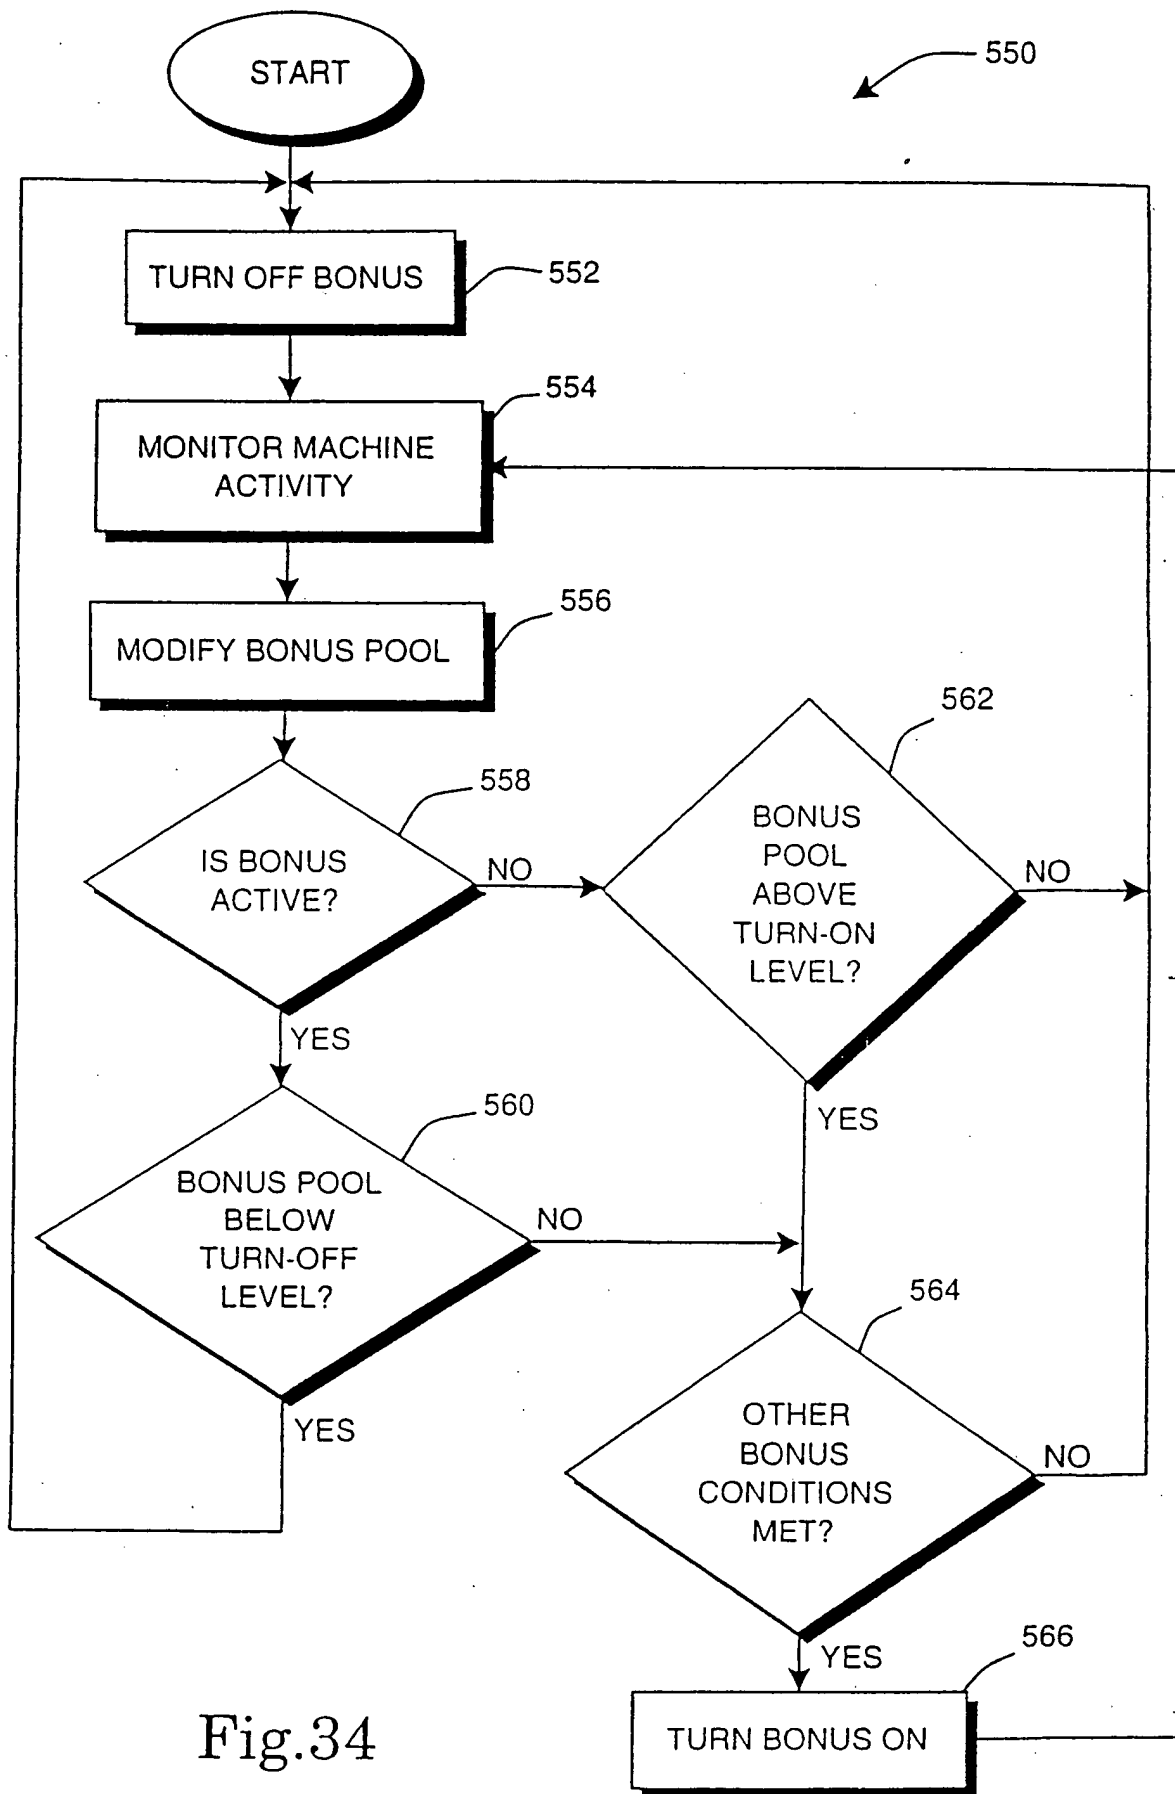 START
550
TURN OFF BONUS
552
554
MONITOR MACHINE
ACTIVITY
556
MODIFY BONUS POOL
562
558
BONUS
POOL
ABOVE
TURN-ON
LEVEL?
IS BONUS
ACTIVE?
NO
NO
YES
YES
560
BONUS POOL
BELOW
TURN-OFF
LEVEL?
NO
564
YES
OTHER
BONUS
CONDITIONS
MET?
NO
YES
566
TURN BONUS ON
Fig.34